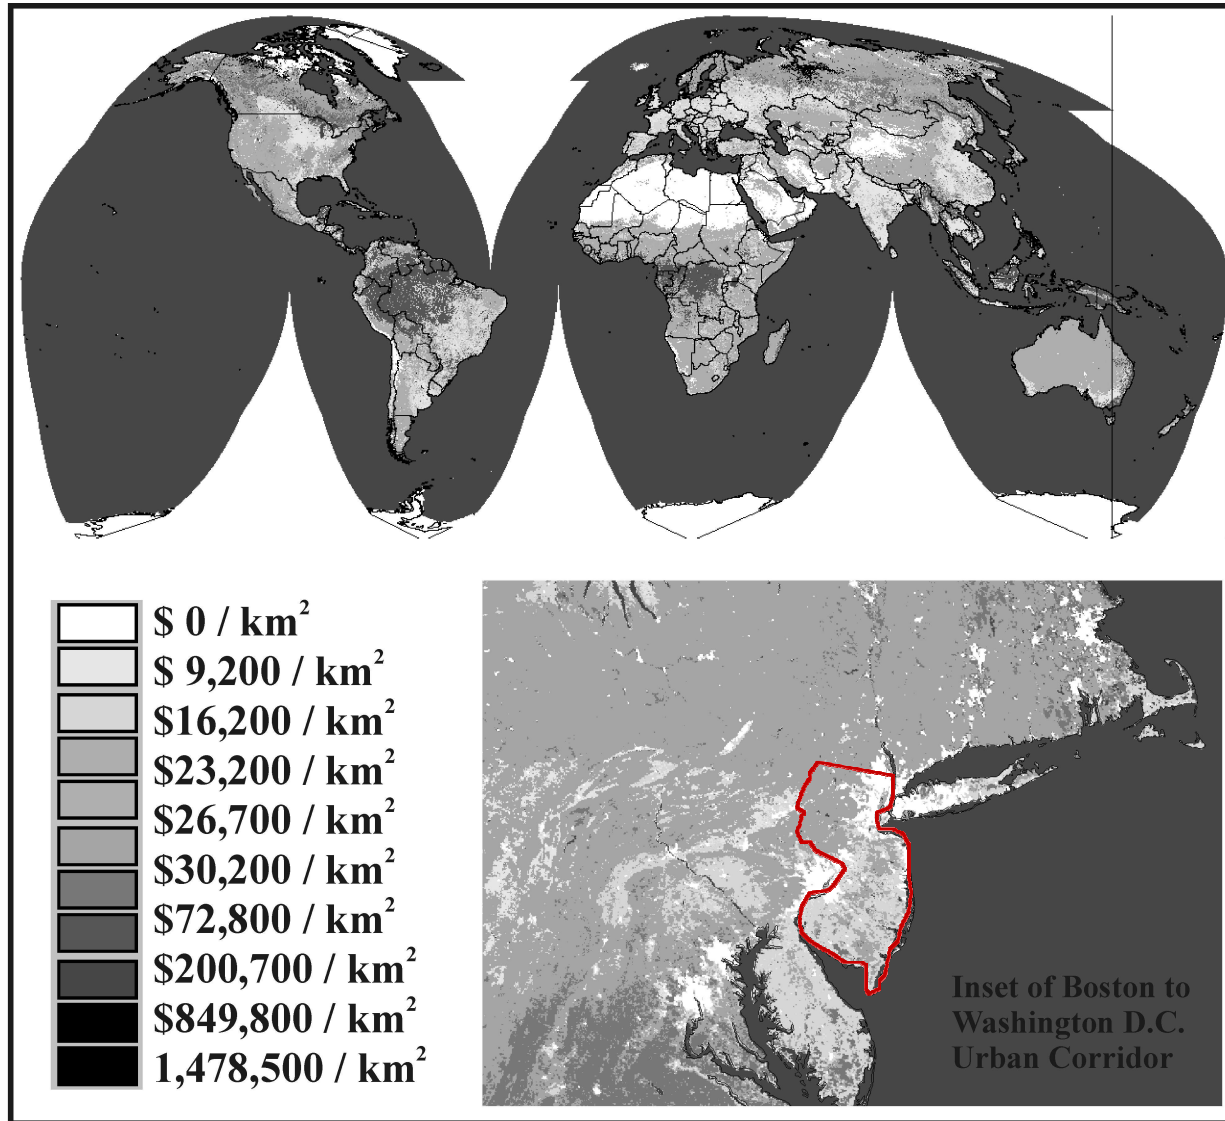 $ 0 / km²
$ 9,200 / km²
$16,200 / km²
$23,200 / km²
$26,700 / km²
$30,200 / km²
$72,800 / km²
$200,700 / km²
$849,800 / km²
1,478,500 / km²
Inset of Boston to
Washington D.C.
Urban Corridor